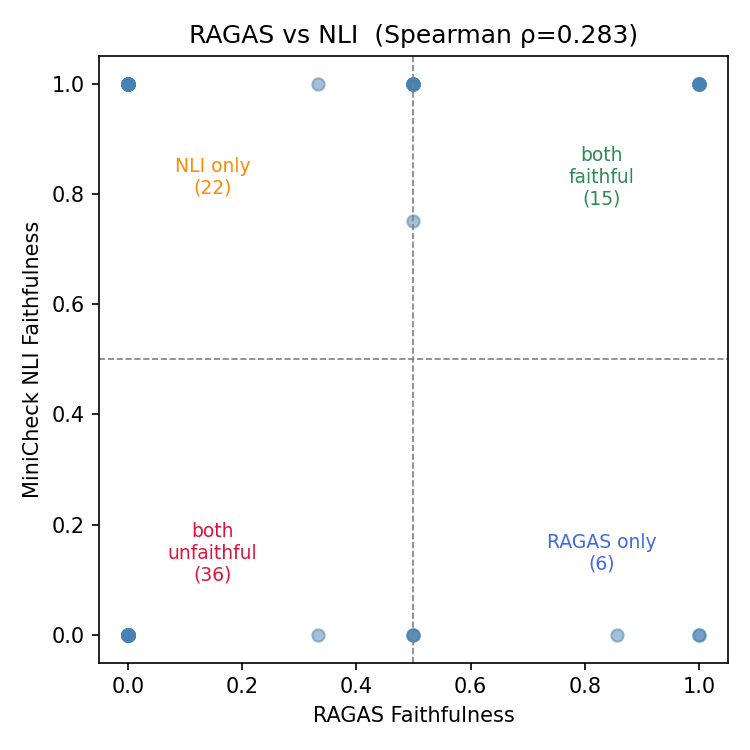 RAGAS vs NLI  (Spearman ρ=0.283)
MiniCheck NLI Faithfulness
1.0
0.8
0.6
0.4
0.2
0.0
NLI only
(22)
both
faithful
(15)
both
unfaithful
(36)
RAGAS only
(6)
0.0 0.2 0.4 0.6 0.8 1.0
RAGAS Faithfulness